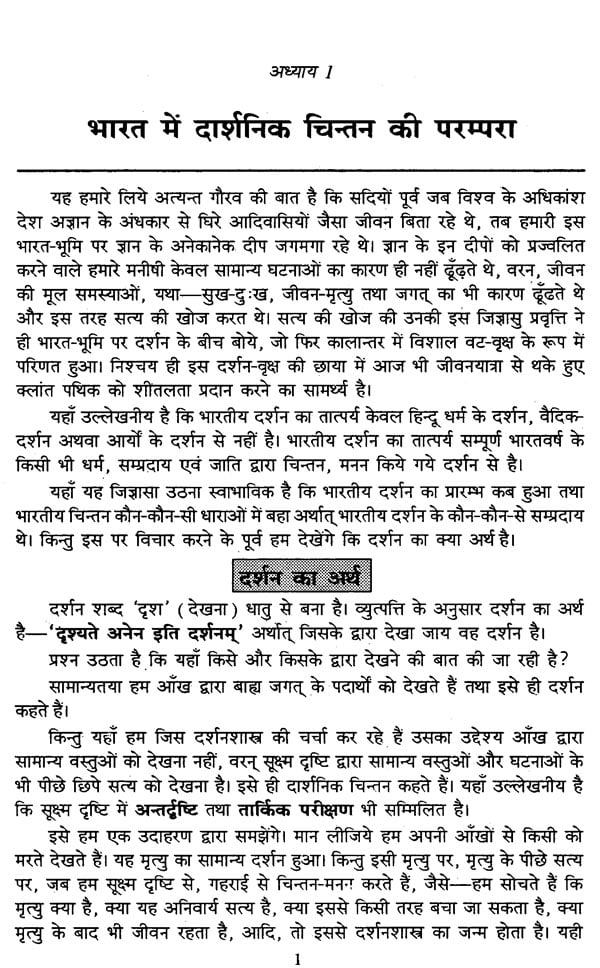 अध्याय 1
भारत में दार्शनिक चिन्तन की परम्परा
यह हमारे लिये अत्यन्त गौरव की बात है कि सदियों पूर्व जब विश्व के अधिकांश
देश अज्ञान के अंधकार से घिरे आदिवासियों जैसा जीवन बिता रहे थे, तब हमारी इस
भारत-भूमि पर ज्ञान के अनेकानेक दीप जगमगा रहे थे। ज्ञान के इन दीपों को प्रज्वलित
करने वाले हमारे मनीषी केवल सामान्य घटनाओं का कारण ही नहीं ढूँढ़ते थे, वरन, जीवन
की मूल समस्याओं, यथा—सुख-दुःख, जीवन-मृत्यु तथा जगत् का भी कारण ढूँढते थे
और इस तरह सत्य की खोज करत थे। सत्य की खोज की उनकी इस जिज्ञासु प्रवृत्ति ने
ही भारत-भूमि पर दर्शन के बीच बोये, जो फिर कालान्तर में विशाल वट-वृक्ष के रूप में
परिणत हुआ। निश्चय ही इस दर्शन-वृक्ष की छाया में आज भी जीवनयात्रा से थके हुए
क्लांत पथिक को शीतलता प्रदान करने का सामर्थ्य है।
यहाँ उल्लेखनीय है कि भारतीय दर्शन का तात्पर्य केवल हिन्दू धर्म के दर्शन, वैदिक-
दर्शन अथवा आर्यों के दर्शन से नहीं है। भारतीय दर्शन का तात्पर्य सम्पूर्ण भारतवर्ष के
किसी भी धर्म, सम्प्रदाय एवं जाति द्वारा चिन्तन, मनन किये गये दर्शन से है।
यहाँ यह जिज्ञासा उठना स्वाभाविक है कि भारतीय दर्शन का प्रारम्भ कब हुआ तथा
भारतीय चिन्तन कौन-कौन-सी धाराओं में बहा अर्थात् भारतीय दर्शन के कौन-कौन-से सम्प्रदाय
थे। किन्तु इस पर विचार करने के पूर्व हम देखेंगे कि दर्शन का क्या अर्थ है।
दर्शन का अर्थ
दर्शन शब्द 'दृश' (देखना) धातु से बना है। व्युत्पत्ति के अनुसार दर्शन का अर्थ
है—'दृश्यते अनेन इति दर्शनम्' अर्थात् जिसके द्वारा देखा जाय वह दर्शन है।
प्रश्न उठता है कि यहाँ किसे और किसके द्वारा देखने की बात की जा रही है?
सामान्यतया हम आँख द्वारा बाह्य जगत् के पदार्थों को देखते हैं तथा इसे ही दर्शन
कहते हैं।
किन्तु यहाँ हम जिस दर्शनशास्त्र की चर्चा कर रहे हैं उसका उद्देश्य आँख द्वारा
सामान्य वस्तुओं को देखना नहीं, वरन् सूक्ष्म दृष्टि द्वारा सामान्य वस्तुओं और घटनाओं के
भी पीछे छिपे सत्य को देखना है। इसे ही दार्शनिक चिन्तन कहते हैं। यहाँ उल्लेखनीय है
कि सूक्ष्म दृष्टि में अन्तर्दृष्टि तथा तार्किक परीक्षण भी सम्मिलित है।
इसे हम एक उदाहरण द्वारा समझेंगे। मान लीजिये हम अपनी आँखों से किसी को
मरते देखते हैं। यह मृत्यु का सामान्य दर्शन हुआ। किन्तु इसी मृत्यु पर, मृत्यु के पीछे सत्य
पर, जब हम सूक्ष्म दृष्टि से, गहराई से चिन्तन-मनन करते हैं, जैसे—हम सोचते हैं कि
मृत्यु क्या है, क्या यह अनिवार्य सत्य है, क्या इससे किसी तरह बचा जा सकता है, क्या
मृत्यु के बाद भी जीवन रहता है, आदि, तो इससे दर्शनशास्त्र का जन्म होता है। यही
1